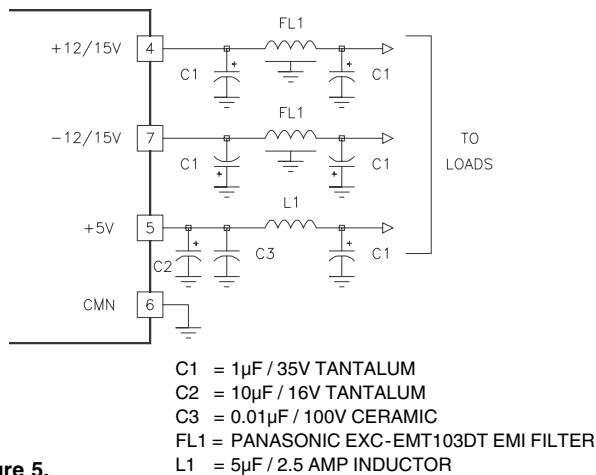 FL1
+12/15V 4 + +
C1 C1
FL1
-12/15V 7
C1 + + C1
TO
LOADS
L1
+5V 5
+ +
C2 C3 C1
CMN 6
C1 = 1µF / 35V TANTALUM
C2 = 10µF / 16V TANTALUM
C3 = 0.01µF / 100V CERAMIC
FL1 = PANASONIC EXC-EMT103DT EMI FILTER
L1 = 5µF / 2.5 AMP INDUCTOR